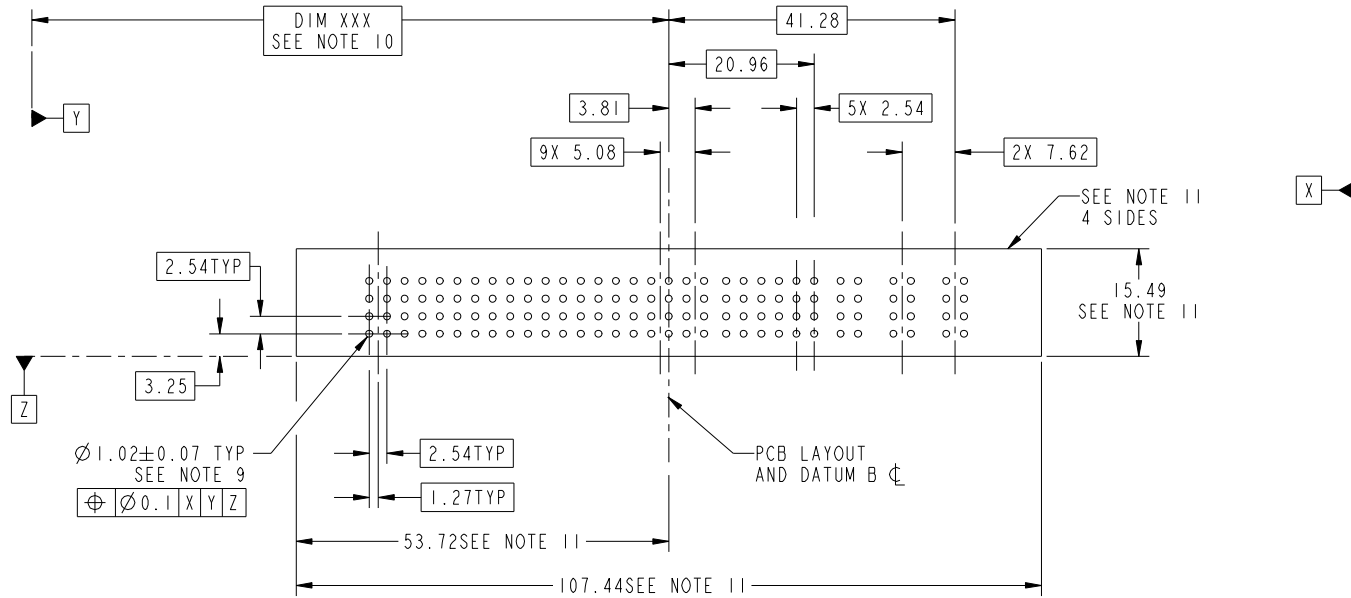 DIM XXX
SEE NOTE 10
41.28
20.96
3.81
5X 2.54
Y
9X 5.08
2X 7.62
X
SEE NOTE 11
4 SIDES
2.54TYP
15.49
SEE NOTE 11
3.25
Z
Ø1.02±0.07 TYP
SEE NOTE 9
⌖ Ø0.1 X Y Z
2.54TYP
PCB LAYOUT
AND DATUM B ℄
1.27TYP
53.72SEE NOTE 11
107.44SEE NOTE 11